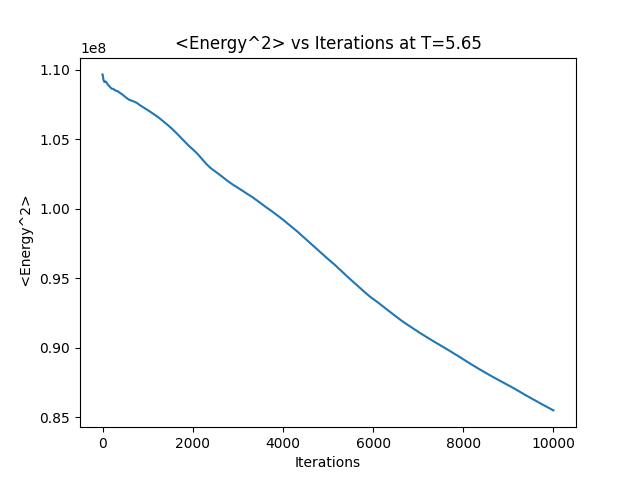 <Energy^2> vs Iterations at T=5.65
1e8
1.10
1.05
1.00
0.95
0.90
0.85
<Energy^2>
0 2000 4000 6000 8000 10000
Iterations